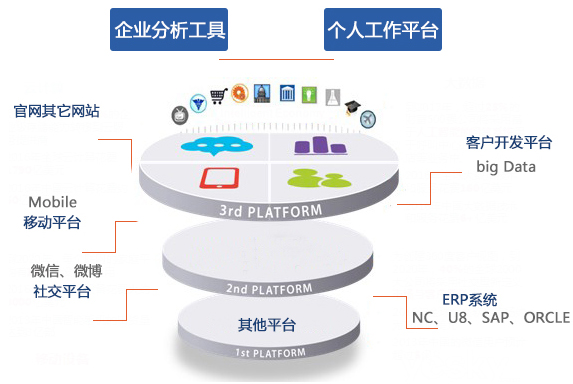 企业分析工具
个人工作平台
官网其它网站
客户开发平台
big Data
3rd PLATFORM
Mobile
移动平台
微信、微博
社交平台
2nd PLATFORM
ERP系统
NC、U8、SAP、ORCLE
其他平台
1st PLATFORM